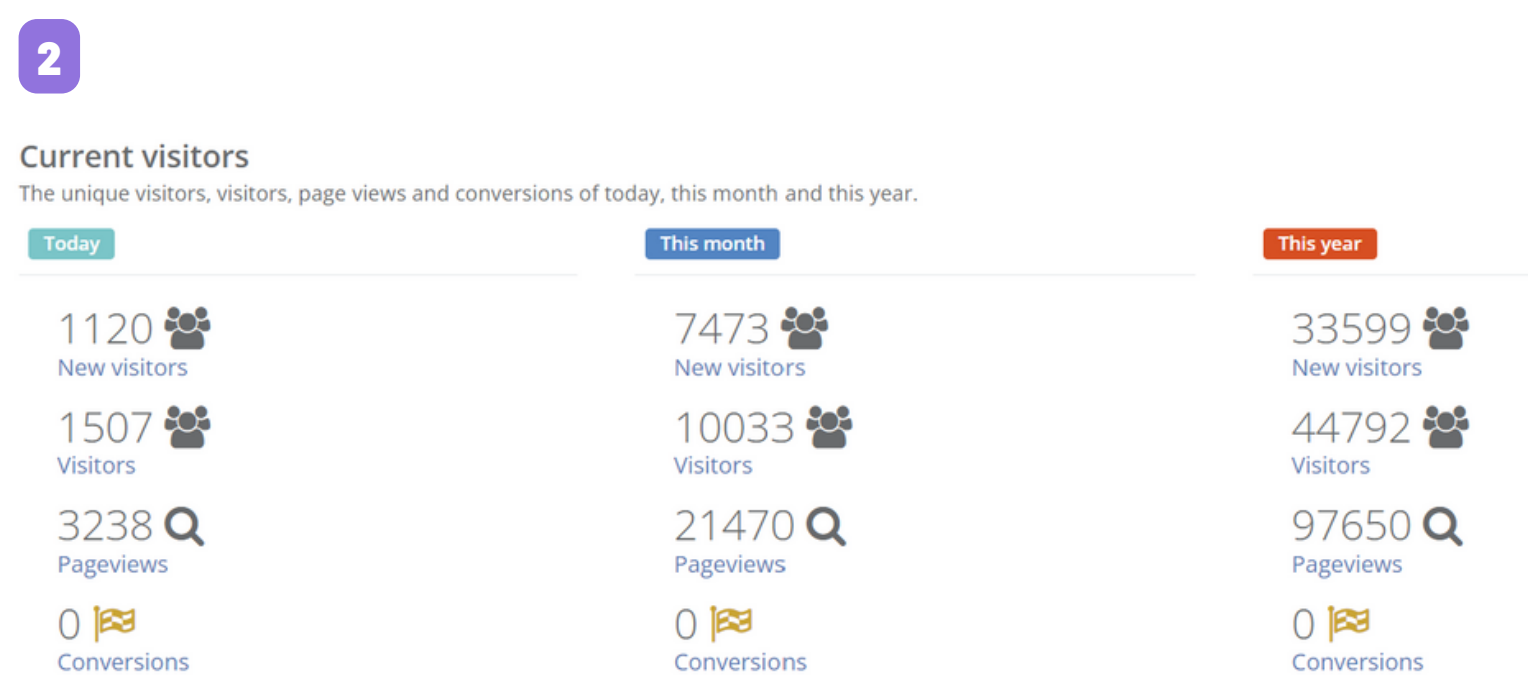 2
Current visitors
The unique visitors, visitors, page views and conversions of today, this month and this year.
Today
1120
New visitors
1507
Visitors
3238
Pageviews
0
Conversions
This month
7473
New visitors
10033
Visitors
21470
Pageviews
0
Conversions
This year
33599
New visitors
44792
Visitors
97650
Pageviews
0
Conversions